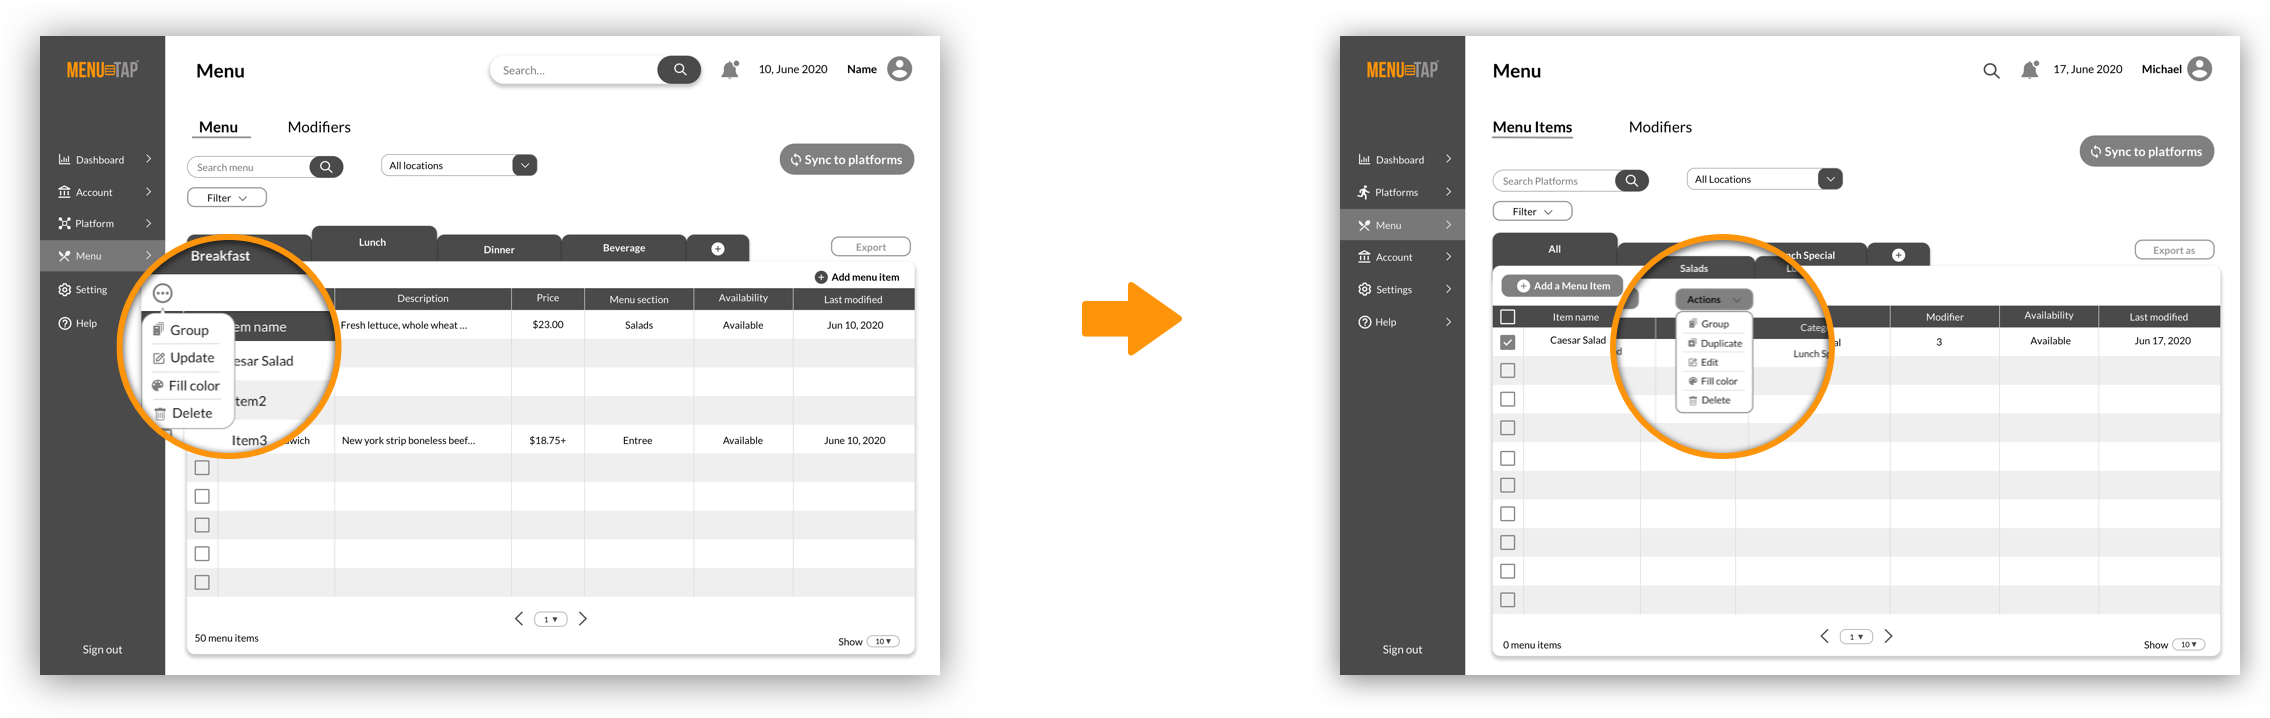 MENU TAP
Menu
Search...
10, June 2020
Name
Menu
Modifiers
Search menu
All locations
Sync to platforms
Filter
Dashboard
Account
Platform
Menu
Setting
Help
Sign out
Breakfast
Lunch
Dinner
Beverage
Export
Add menu item
Description
Price
Menu section
Availability
Last modified
Group
Update
Fill color
Delete
em name
esar Salad
Fresh lettuce, whole wheat ...
$23.00
Salads
Available
Jun 10, 2020
tem2
Item3
wich
New york strip boneless beef...
$18.75+
Entree
Available
June 10, 2020
1
50 menu items
Show
10
MENU TAP
Menu
17, June 2020
Michael
Menu Items
Modifiers
Search Platforms
All Locations
Sync to platforms
Filter
Dashboard
Platforms
Menu
Account
Settings
Help
Sign out
All
Salads
nch Special
Export as
Add a Menu Item
Actions
Group
Duplicate
Edit
Fill color
Delete
Item name
Categ
Modifier
Availability
Last modified
Caesar Salad
Lunch Sp
al
3
Available
Jun 17, 2020
1
0 menu items
Show
10